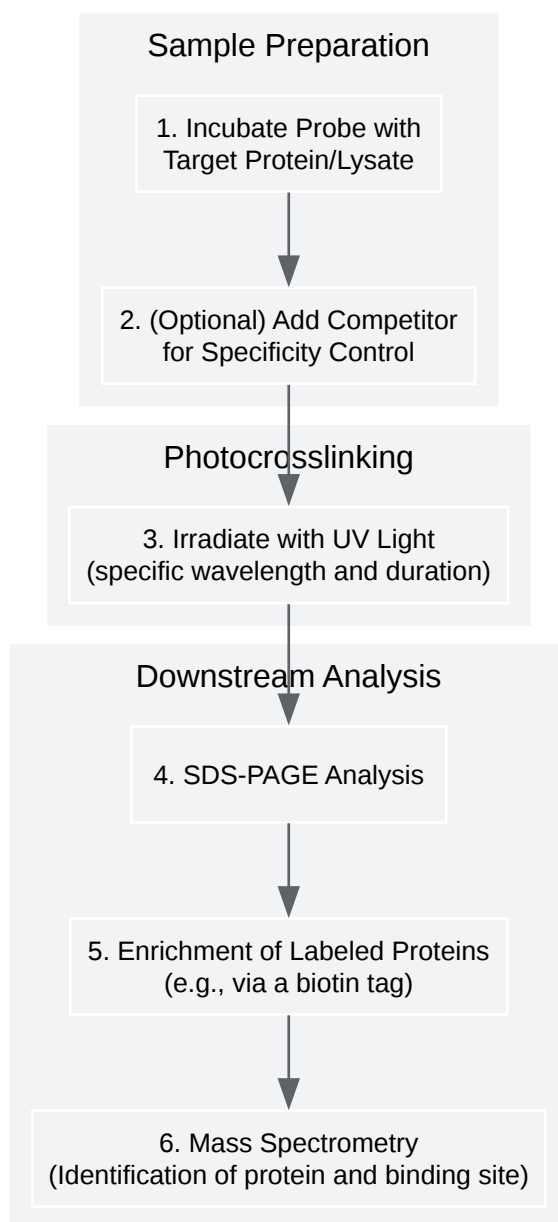 Sample Preparation
1. Incubate Probe with
Target Protein/Lysate
2. (Optional) Add Competitor
for Specificity Control
Photocrosslinking
3. Irradiate with UV Light
(specific wavelength and duration)
Downstream Analysis
4. SDS-PAGE Analysis
5. Enrichment of Labeled Proteins
(e.g., via a biotin tag)
6. Mass Spectrometry
(Identification of protein and binding site)